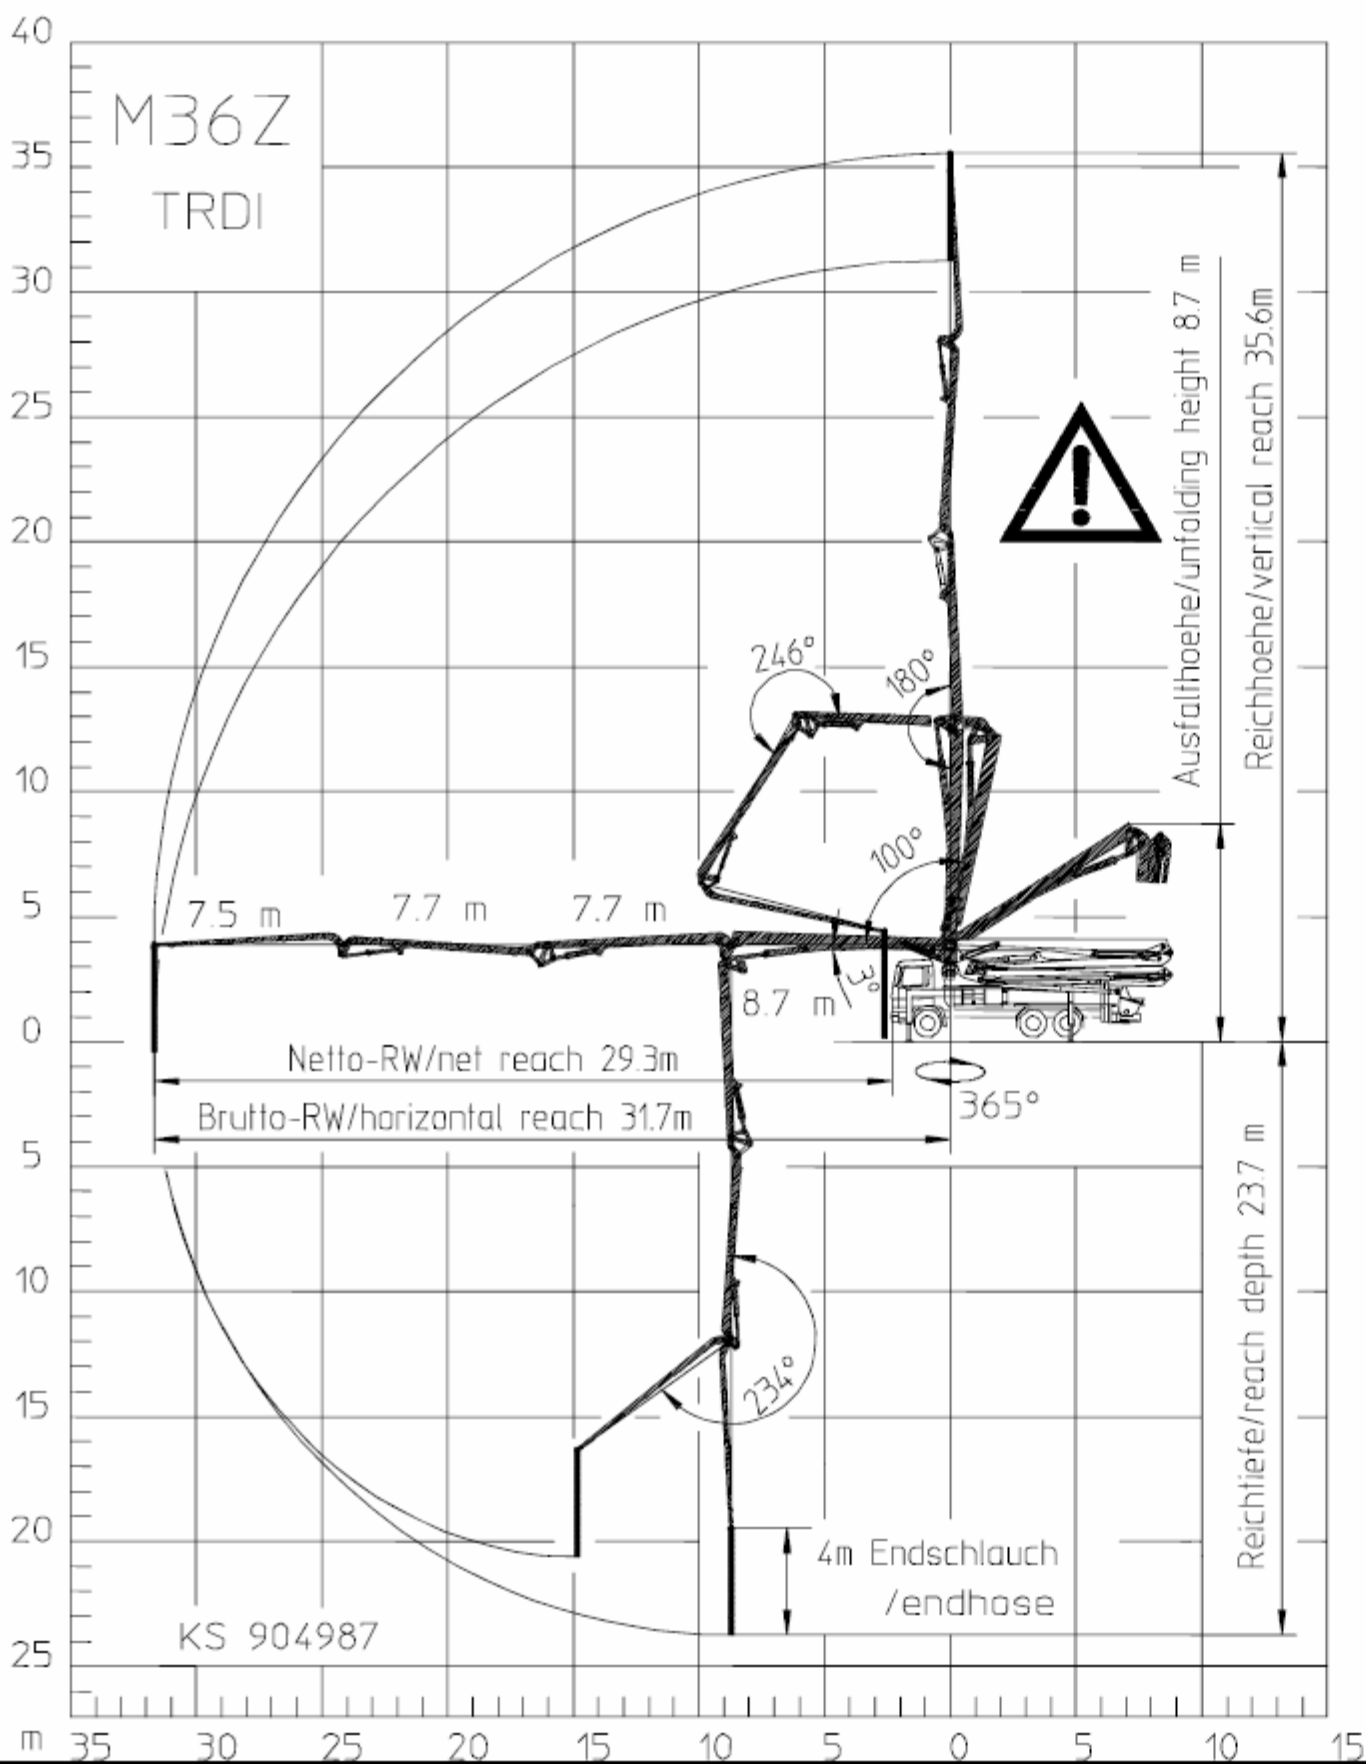 40
M36Z
35
TRDI
30
Ausfalthoehe/unfolding height 8.7 m
Reichhoehe/vertical reach 35.6m
25
20
15
246°
180°
10
100°
5
7.5 m
7.7 m
7.7 m
3°
8.7 m
0
Netto-RW/net reach 29.3m
365°
Brutto-RW/horizontal reach 31.7m
5
Reichtiefe/reach depth 23.7 m
10
234°
15
20
4m Endschlauch
/endhose
KS 904987
25
m 35 30 25 20 15 10 5 0 5 10 15